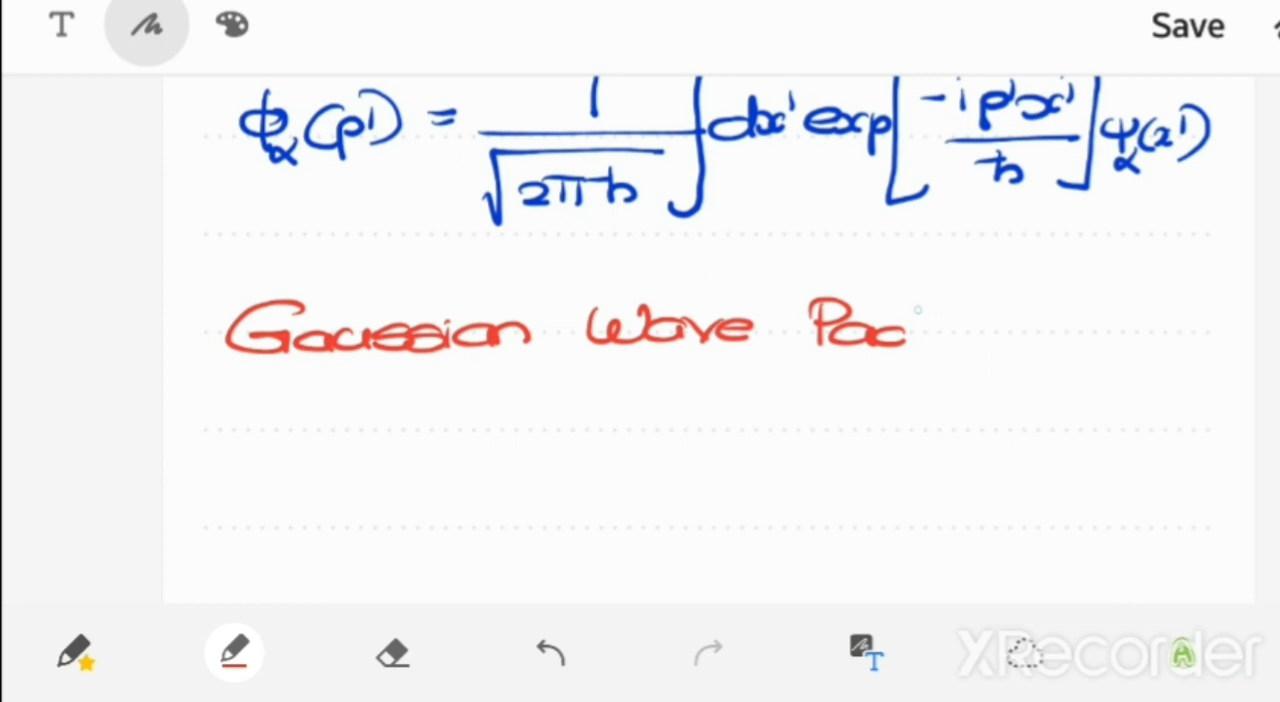 T Save
ϕα(p') = 1/√2πħ ∫dx' exp[-ip'x'/ħ] ψα(x')
Gaussian Wave Pac
T XRecorder
A